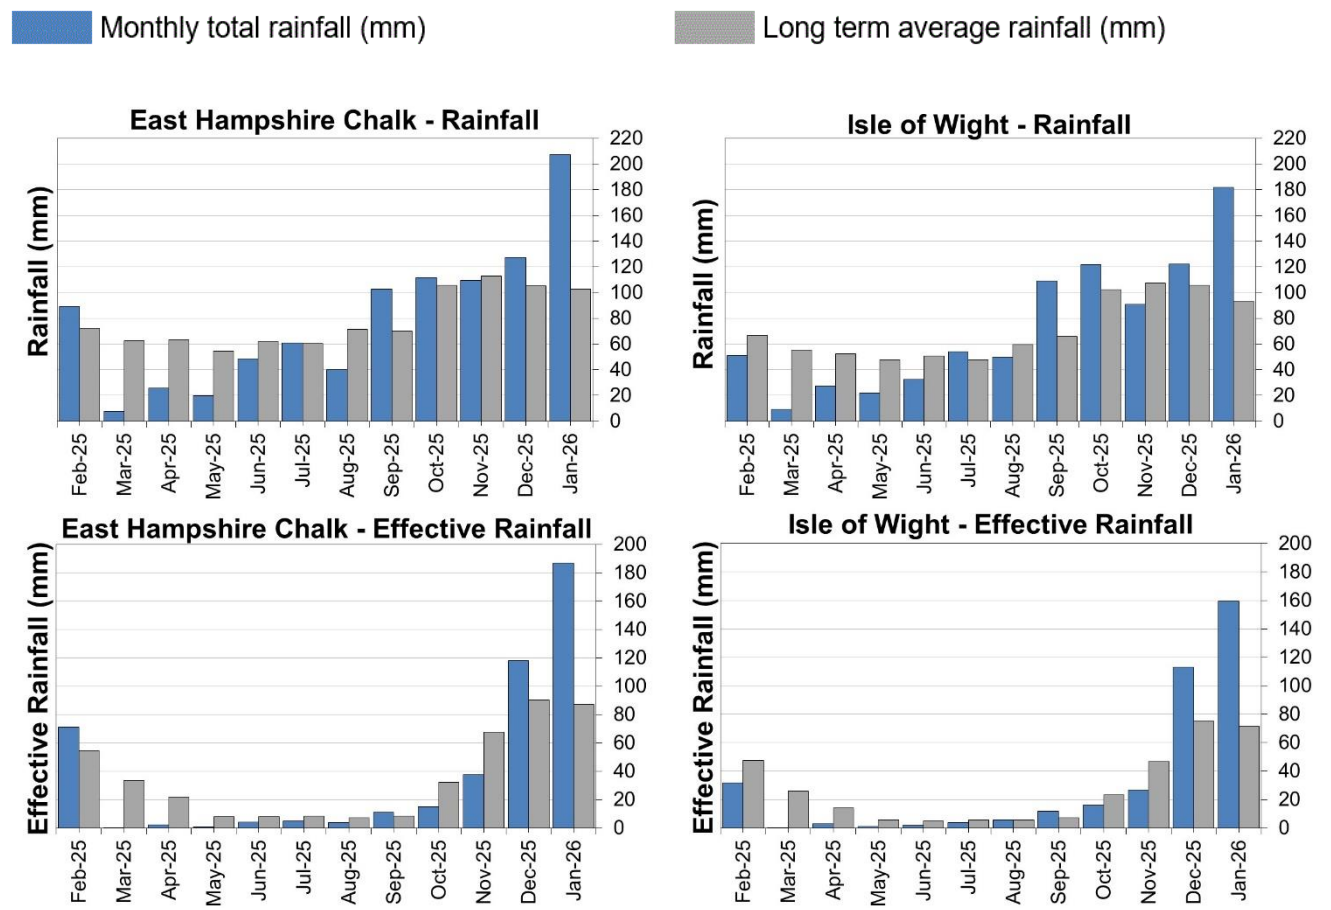 Monthly total rainfall (mm)
Long term average rainfall (mm)
East Hampshire Chalk - Rainfall
Rainfall (mm)
220
200
180
160
140
120
100
80
60
40
20
0
Feb-25
Mar-25
Apr-25
May-25
Jun-25
Jul-25
Aug-25
Sep-25
Oct-25
Nov-25
Dec-25
Jan-26
Isle of Wight - Rainfall
Rainfall (mm)
220
200
180
160
140
120
100
80
60
40
20
0
Feb-25
Mar-25
Apr-25
May-25
Jun-25
Jul-25
Aug-25
Sep-25
Oct-25
Nov-25
Dec-25
Jan-26
East Hampshire Chalk - Effective Rainfall
Effective Rainfall (mm)
200
180
160
140
120
100
80
60
40
20
0
Feb-25
Mar-25
Apr-25
May-25
Jun-25
Jul-25
Aug-25
Sep-25
Oct-25
Nov-25
Dec-25
Jan-26
Isle of Wight - Effective Rainfall
Effective Rainfall (mm)
200
180
160
140
120
100
80
60
40
20
0
Feb-25
Mar-25
Apr-25
May-25
Jun-25
Jul-25
Aug-25
Sep-25
Oct-25
Nov-25
Dec-25
Jan-26